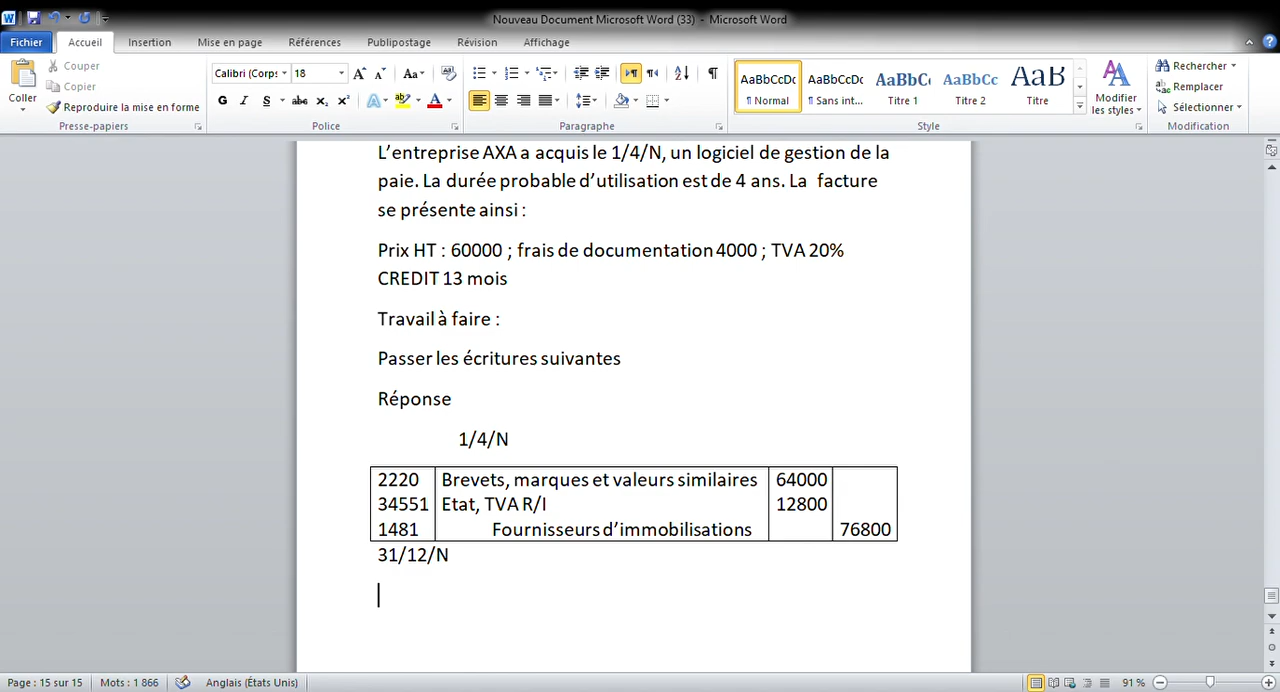 Nouveau Document Microsoft Word (33) - Microsoft Word
Fichier Accueil Insertion Mise en page Références Publipostage Révision Affichage
Coller
Couper
Copier
Reproduire la mise en forme
Presse-papiers
Calibri (Corps 18
Police
Paragraphe
AaBbCcDc AaBbCcDc AaBbC AaBbCc AaB
¶ Normal ¶ Sans int... Titre 1 Titre 2 Titre
Modifier
les styles
Style
Rechercher
Remplacer
Sélectionner
Modification
L’entreprise AXA a acquis le 1/4/N, un logiciel de gestion de la
paie. La durée probable d’utilisation est de 4 ans. La facture
se présente ainsi :
Prix HT : 60000 ; frais de documentation 4000 ; TVA 20%
CREDIT 13 mois
Travail à faire :
Passer les écritures suivantes
Réponse
1/4/N
2220 Brevets, marques et valeurs similaires 64000
34551 Etat, TVA R/I 12800
1481 Fournisseurs d’immobilisations 76800
31/12/N
Page : 15 sur 15 Mots : 1 866 Anglais (États Unis) 91 %